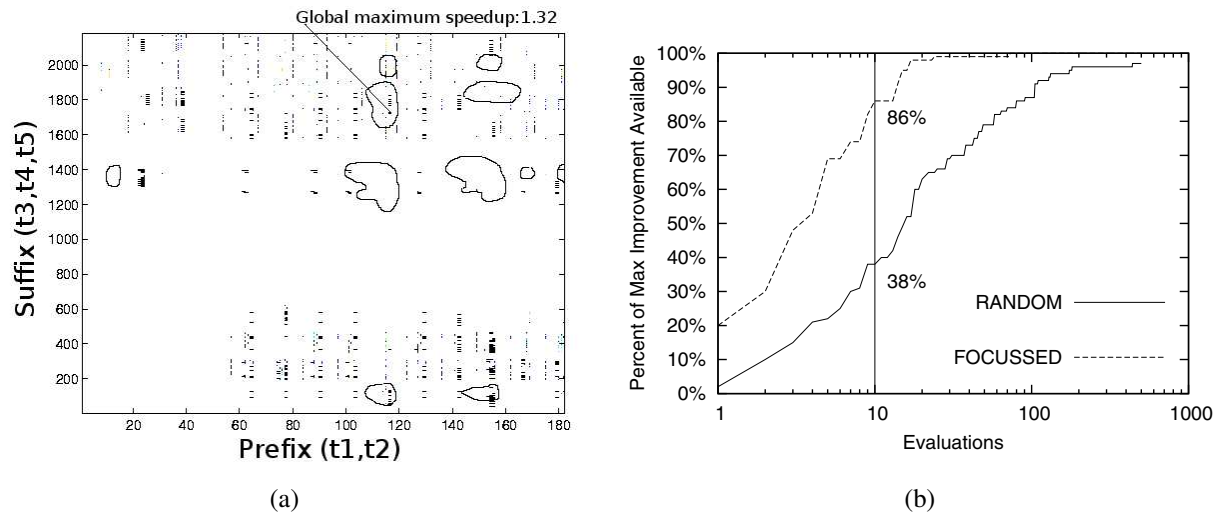 Global maximum speedup:1.32
Suffix (t3,t4,t5)
2000
1800
1600
1400
1200
1000
800
600
400
200
20 40 60 80 100 120 140 160 180
Prefix (t1,t2)
(a)
Percent of Max Improvement Available
100%
90%
80%
70%
60%
50%
40%
30%
20%
10%
0%
86%
38%
RANDOM
FOCUSSED
1 10 100 1000
Evaluations
(b)